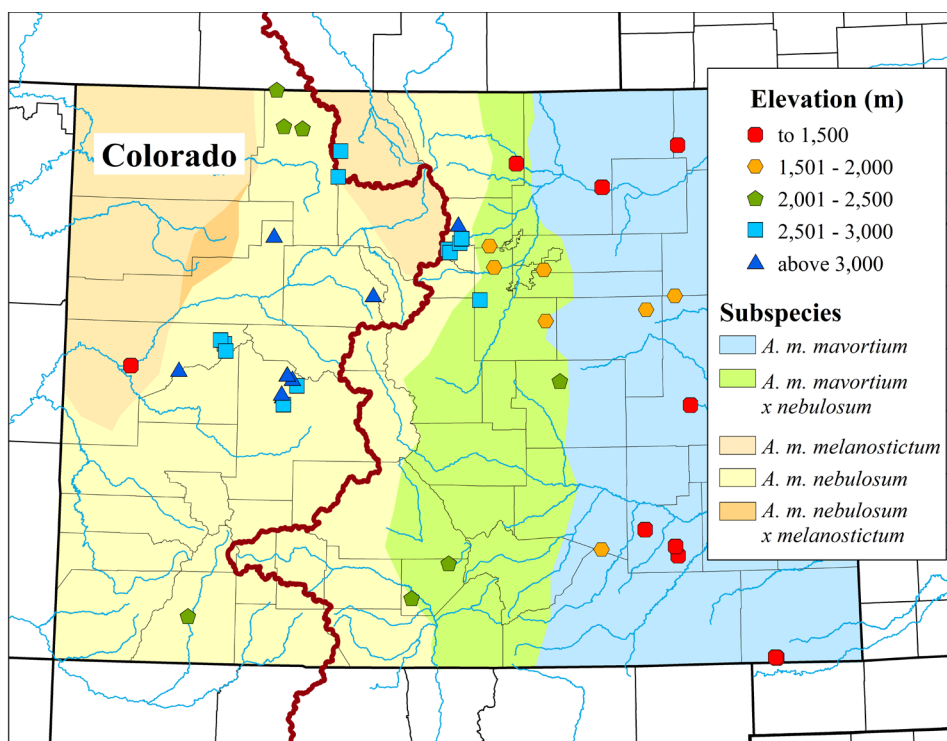 Colorado
Elevation (m)
to 1,500
1,501 - 2,000
2,001 - 2,500
2,501 - 3,000
above 3,000
Subspecies
A. m. mavortium
A. m. mavortium
x nebulosum
A. m. melanostictum
A. m. nebulosum
A. m. nebulosum
x melanostictum